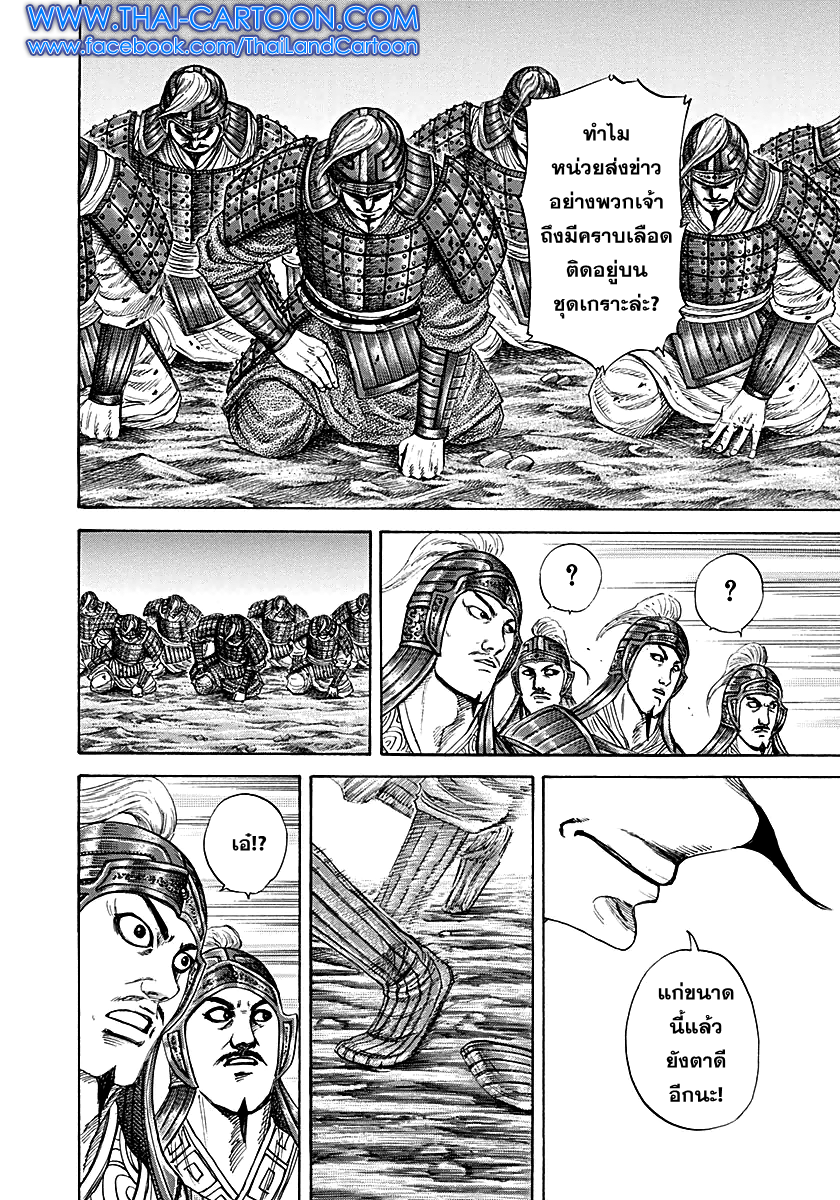 WWW.THAI-CARTOON.COM
www.facebook.com/ThaiLandCartoon
ทำไม
หน่วยส่งข่าว
อย่างพวกเจ้า
ถึงมีคราบเลือด
ติดอยู่บน
ชุดเกราะล่ะ?
?
?
แก่ขนาด
นี้แล้ว
ยังตาดี
อีกนะ!
เอ๋!?